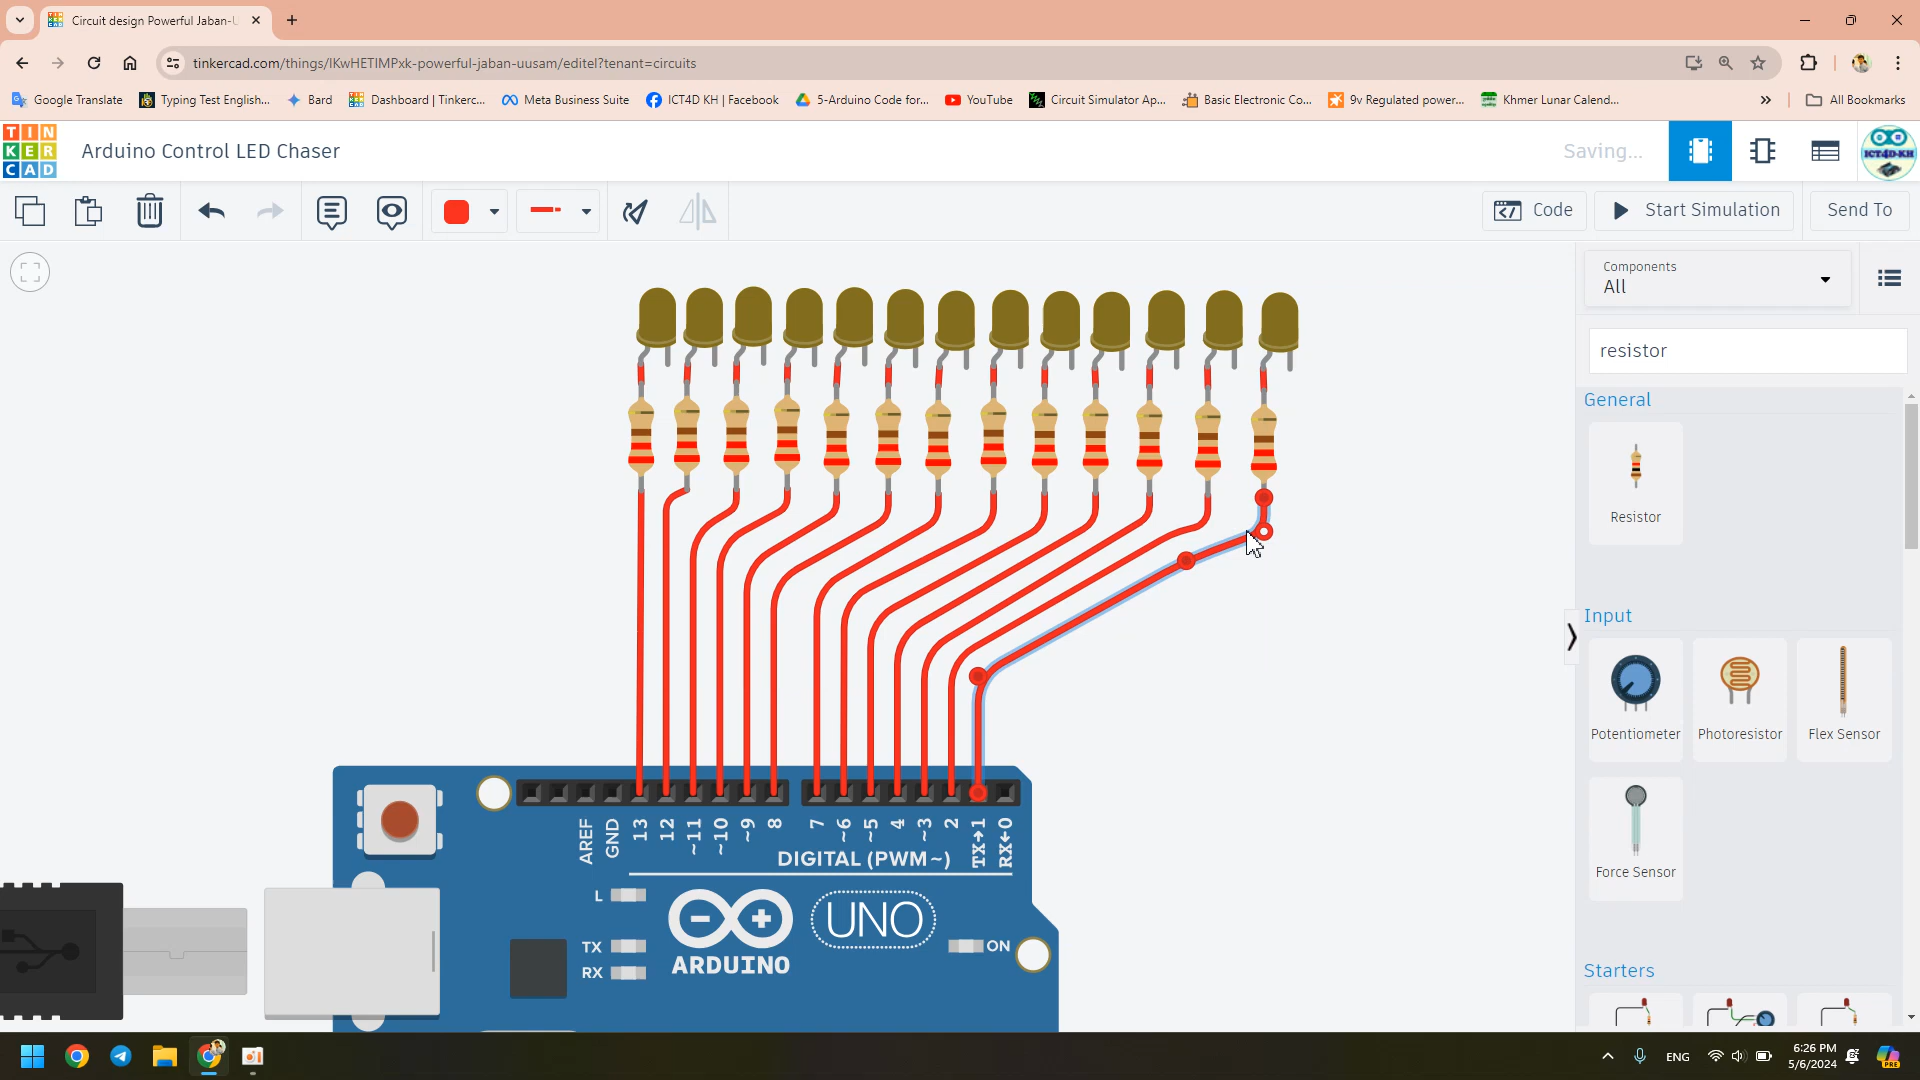 Circuit design Powerful Jaban-U
tinkercad.com/things/lKwHETIMPxk-powerful-jaban-uusam/editel?tenant=circuits
Google Translate
Typing Test English...
Bard
Dashboard | Tinkerc...
Meta Business Suite
ICT4D KH | Facebook
5-Arduino Code for...
YouTube
Circuit Simulator Ap...
Basic Electronic Co...
9v Regulated power...
Khmer Lunar Calend...
All Bookmarks
TIN
KER
CAD
Arduino Control LED Chaser
Saving...
ICT4D-KH
Code
Start Simulation
Send To
Components
All
resistor
General
Resistor
Input
Potentiometer
Photoresistor
Flex Sensor
Force Sensor
Starters
AREF
GND
13
12
~11
~10
~9
8
7
~6
~5
4
~3
2
TX→1
RX←0
DIGITAL (PWM~)
L
TX
RX
UNO
ARDUINO
ON
ENG
6:26 PM
5/6/2024
PRE